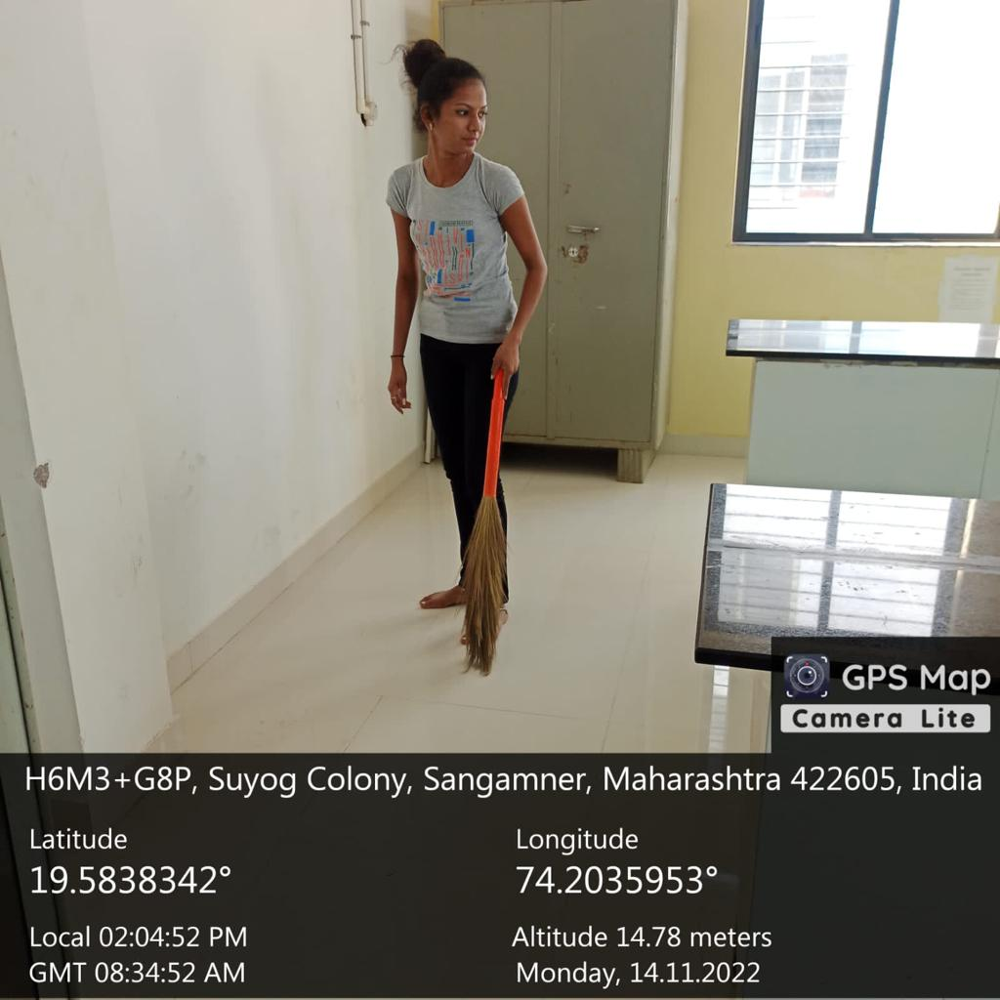 GPS Map
Camera Lite
H6M3+G8P, Suyog Colony, Sangamner, Maharashtra 422605, India
Latitude
19.5838342°
Longitude
74.2035953°
Local 02:04:52 PM
GMT 08:34:52 AM
Altitude 14.78 meters
Monday, 14.11.2022